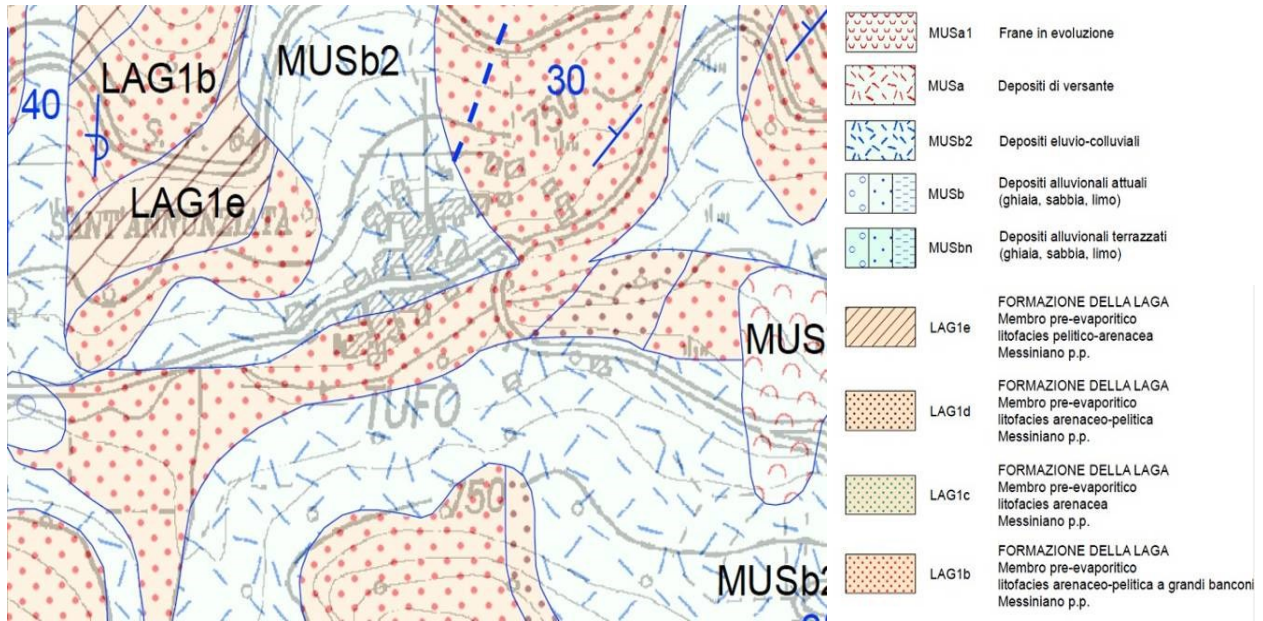 LAG1b
MUSb2
40
30
750
S. P. 64
LAG1e
SANT'ANNUNZIATA
MUS
TUFO
750
MUSb2
MUSa1 Frane in evoluzione
MUSa Depositi di versante
MUSb2 Depositi eluvio-colluviali
MUSb Depositi alluvionali attuali
(ghiaia, sabbia, limo)
MUSbn Depositi alluvionali terrazzati
(ghiaia, sabbia, limo)
FORMAZIONE DELLA LAGA
LAG1e Membro pre-evaporitico
litofacies pelitico-arenacea
Messiniano p.p.
FORMAZIONE DELLA LAGA
LAG1d Membro pre-evaporitico
litofacies arenaceo-pelitica
Messiniano p.p.
FORMAZIONE DELLA LAGA
LAG1c Membro pre-evaporitico
litofacies arenacea
Messiniano p.p.
FORMAZIONE DELLA LAGA
LAG1b Membro pre-evaporitico
litofacies arenaceo-pelitica a grandi banconi
Messiniano p.p.